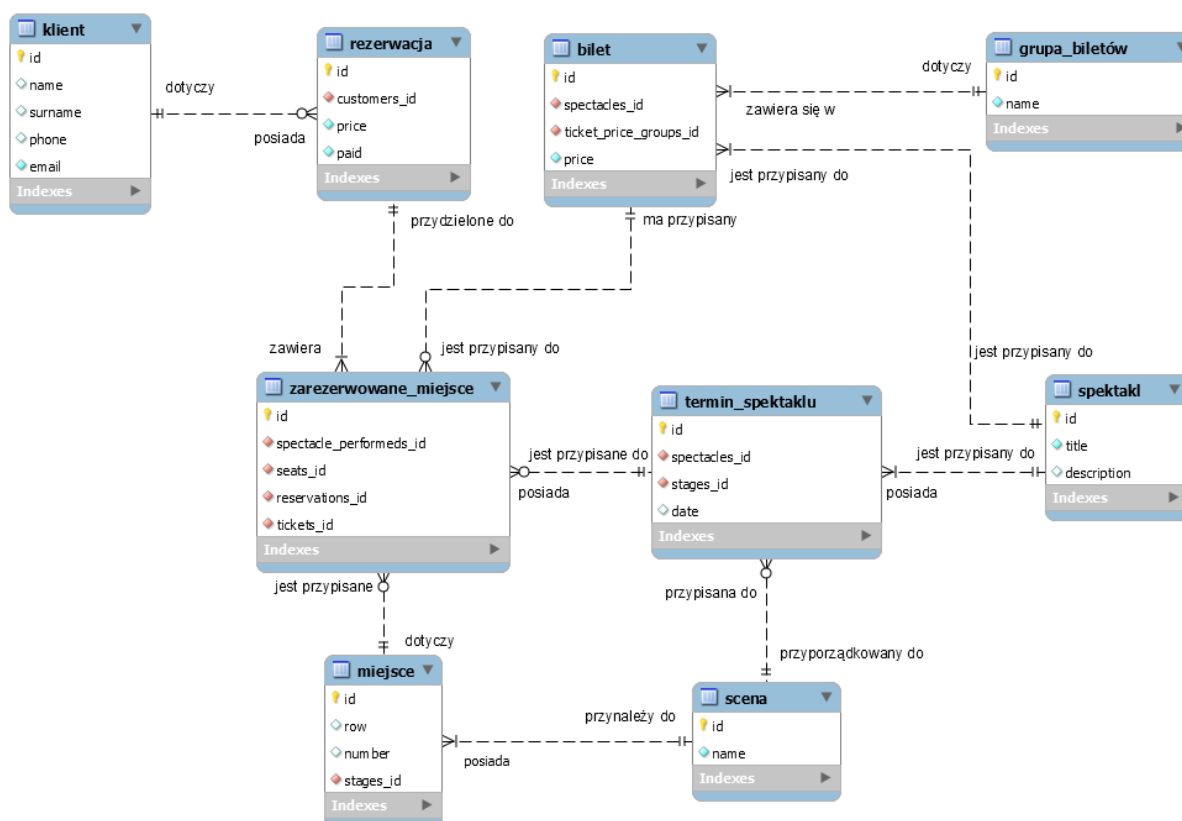 klient
id
name
surname
phone
email
Indexes
dotyczy
posiada
rezerwacja
id
customers_id
price
paid
Indexes
bilet
id
spectacles_id
ticket_price_groups_id
price
Indexes
dotyczy
zawiera się w
grupa_biletów
id
name
Indexes
jest przypisany do
przydzielone do
ma przypisany
zawiera
jest przypisany do
jest przypisany do
zarezerwowane_miejsce
id
spectacle_performeds_id
seats_id
reservations_id
tickets_id
Indexes
jest przypisane do
posiada
termin_spektaklu
id
spectacles_id
stages_id
date
Indexes
jest przypisany do
posiada
spektakl
id
title
description
Indexes
jest przypisane
dotyczy
przypisana do
przyporządkowany do
miejsce
id
row
number
stages_id
Indexes
przynależy do
posiada
scena
id
name
Indexes